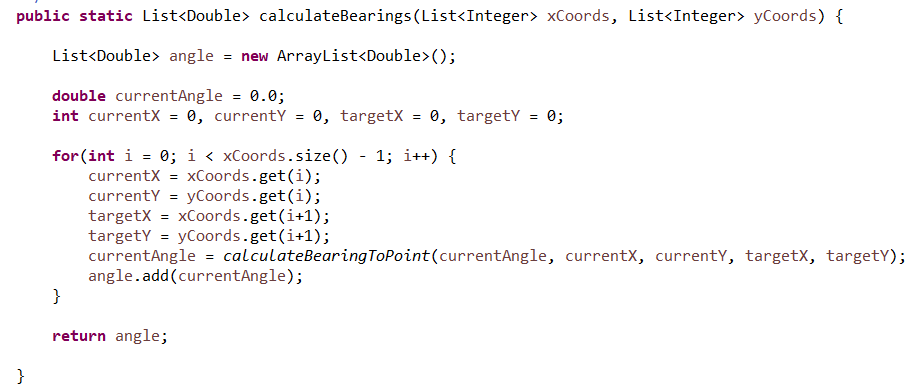 public static List<Double> calculateBearings(List<Integer> xCoords, List<Integer> yCoords) {
List<Double> angle = new ArrayList<Double>();
double currentAngle = 0.0;
int currentX = 0, currentY = 0, targetX = 0, targetY = 0;
for(int i = 0; i < xCoords.size() - 1; i++) {
currentX = xCoords.get(i);
currentY = yCoords.get(i);
targetX = xCoords.get(i+1);
targetY = yCoords.get(i+1);
currentAngle = calculateBearingToPoint(currentAngle, currentX, currentY, targetX, targetY);
angle.add(currentAngle);
}
return angle;
}